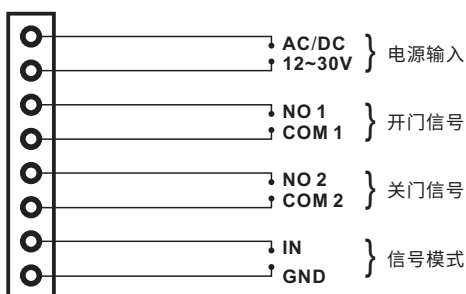 AC/DC
12~30V
电源输入
NO 1
COM 1
开门信号
NO 2
COM 2
关门信号
IN
GND
信号模式